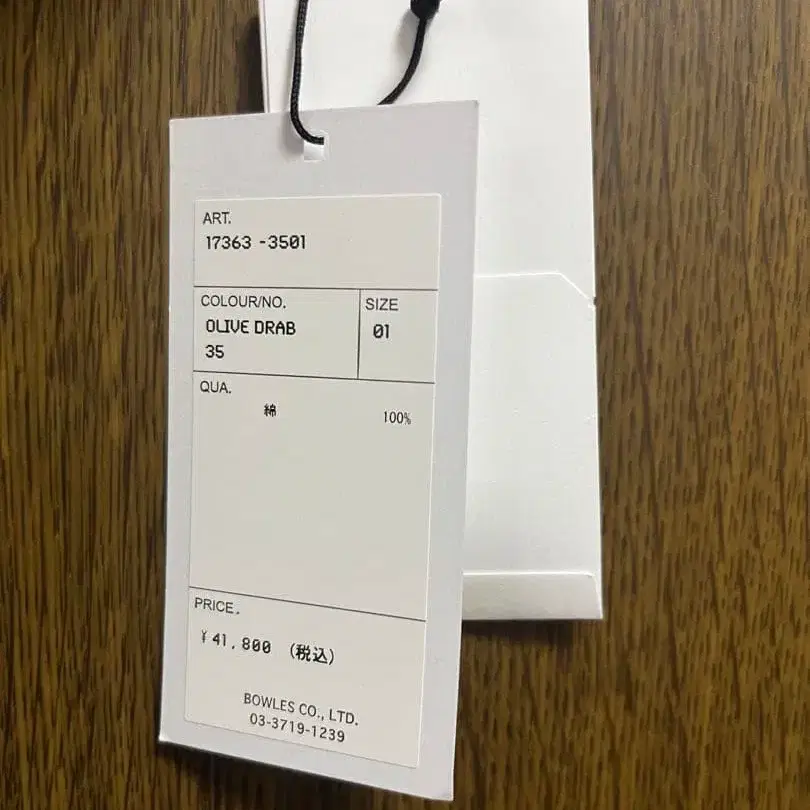 ART.
17363 -3501
COLOUR/NO.
OLIVE DRAB
35
SIZE
01
QUA.
綿 100%
PRICE.
¥41,800 (税込)
BOWLES CO., LTD.
03-3719-1239